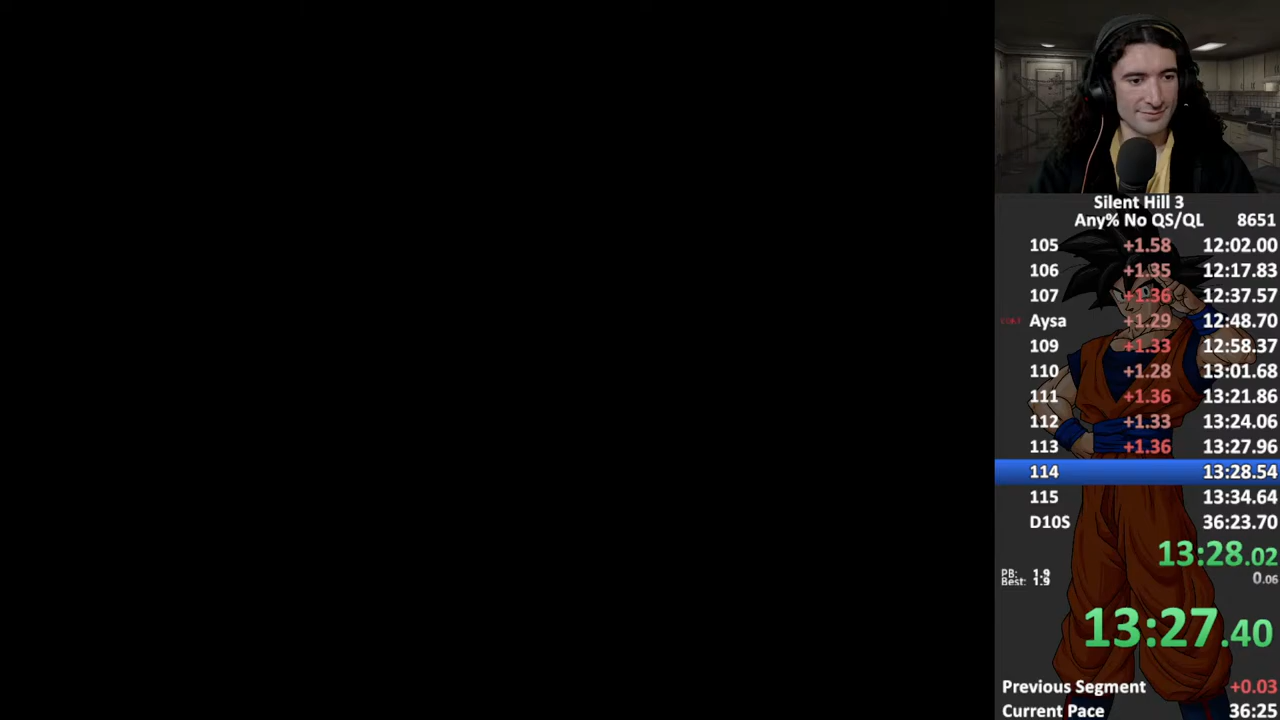 Silent Hill 3
Any% No QS/QL 8651
105 +1.58 12:02.00
106 +1.35 12:17.83
107 +1.36 12:37.57
Aysa +1.29 12:48.70
109 +1.33 12:58.37
110 +1.28 13:01.68
111 +1.36 13:21.86
112 +1.33 13:24.06
113 +1.36 13:27.96
114 13:28.54
115 13:34.64
D10S 36:23.70
13:28.02
PB: 1.9
Best: 1.9
0.06
13:27.40
Previous Segment +0.03
Current Pace 36:25